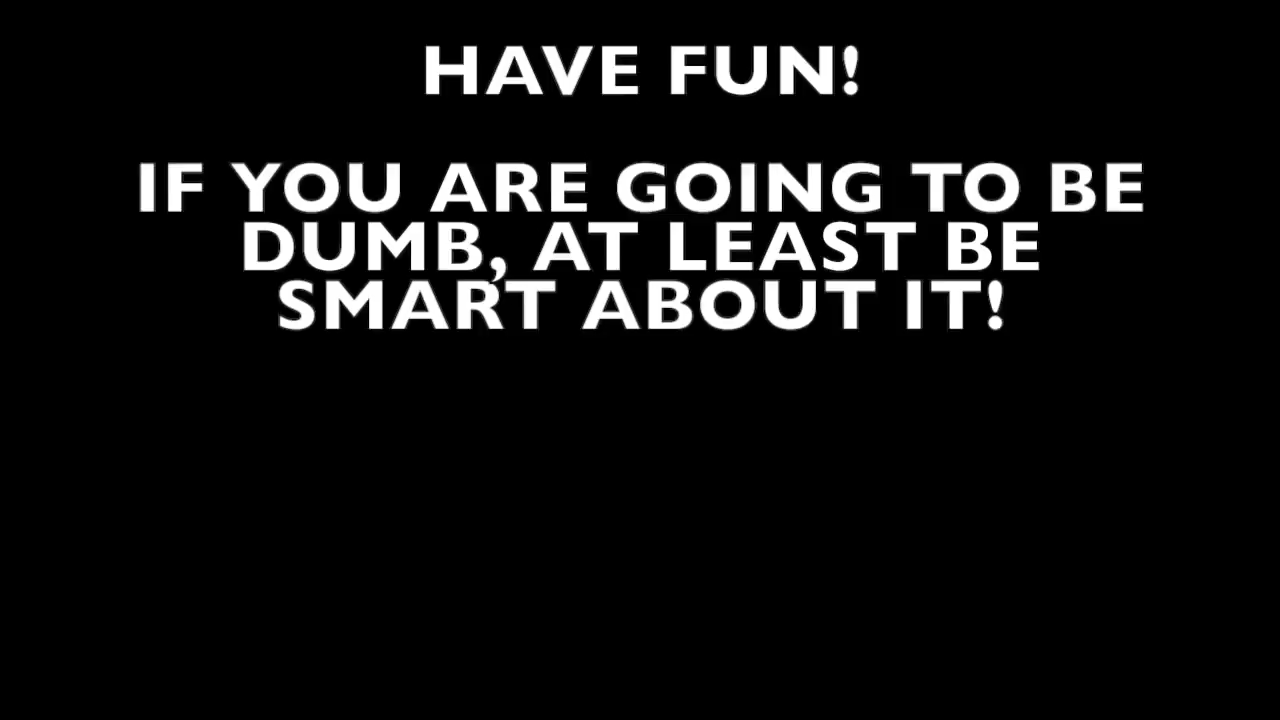 HAVE FUN!
IF YOU ARE GOING TO BE
DUMB, AT LEAST BE
SMART ABOUT IT!